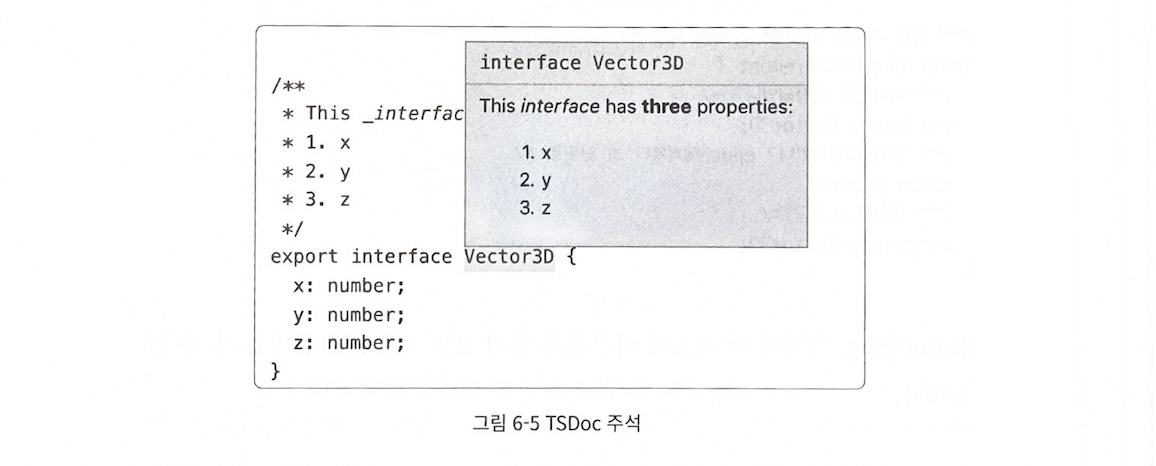 /**
 * This _interfac
 * 1. x
 * 2. y
 * 3. z
 */
export interface Vector3D {
  x: number;
  y: number;
  z: number;
}
interface Vector3D
This interface has three properties:
1. x
2. y
3. z
그림 6-5 TSDoc 주석